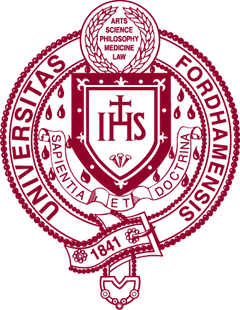 ARTS
SCIENCE
PHILOSOPHY
MEDICINE
LAW
UNIVERSITAS
FORDHAMENSIS
IHS
SAPIENTIA
ET
DOCTRINA
1841